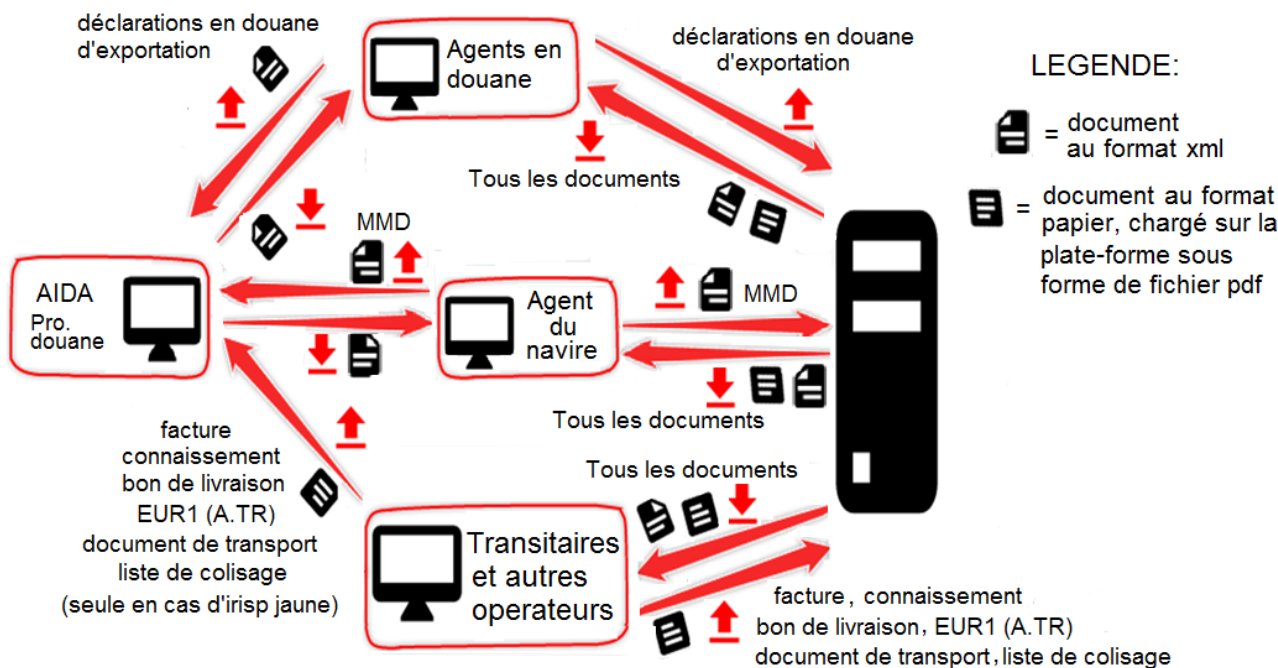 déclarations en douane
d'exportation
Agents en
douane
déclarations en douane
d'exportation
LEGENDE:
= document
au format xml
= document au format
papier, chargé sur la
plate-forme sous
forme de fichier pdf
Tous les documents
MMD
AIDA
Pro.
douane
Agent
du
navire
MMD
Tous les documents
facture
connaissement
bon de livraison
EUR1 (A.TR)
document de transport
liste de colisage
(seule en cas d'irisp jaune)
Tous les documents
Transitaires
et autres
operateurs
facture, connaissement
bon de livraison, EUR1 (A.TR)
document de transport, liste de colisage